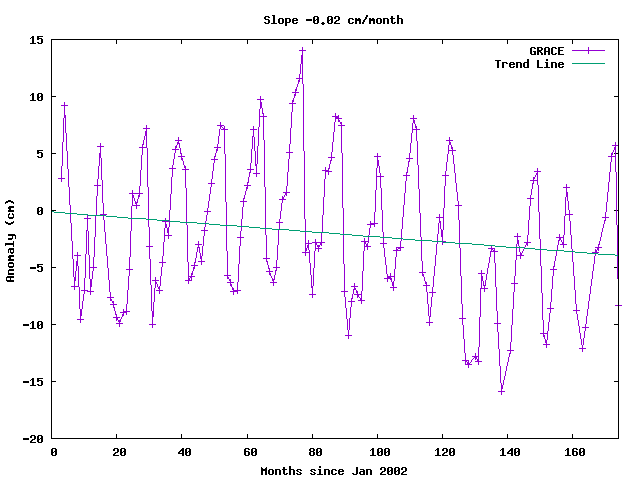 Slope -0.02 cm/month
GRACE
Trend Line
15
10
5
0
-5
-10
-15
-20
Anomaly (cm)
0 20 40 60 80 100 120 140 160
Months since Jan 2002